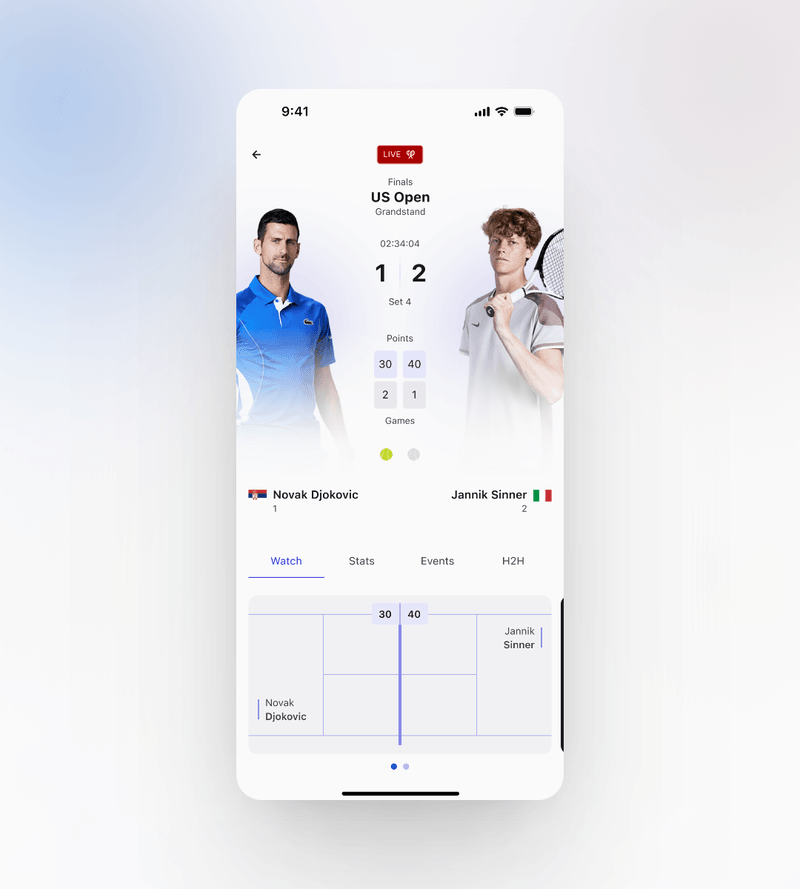 9:41
LIVE
Finals
US Open
Grandstand
02:34:04
1 2
Set 4
Points
30 40
2 1
Games
Novak Djokovic
1
Jannik Sinner
2
Watch Stats Events H2H
30 40
Jannik
Sinner
Novak
Djokovic